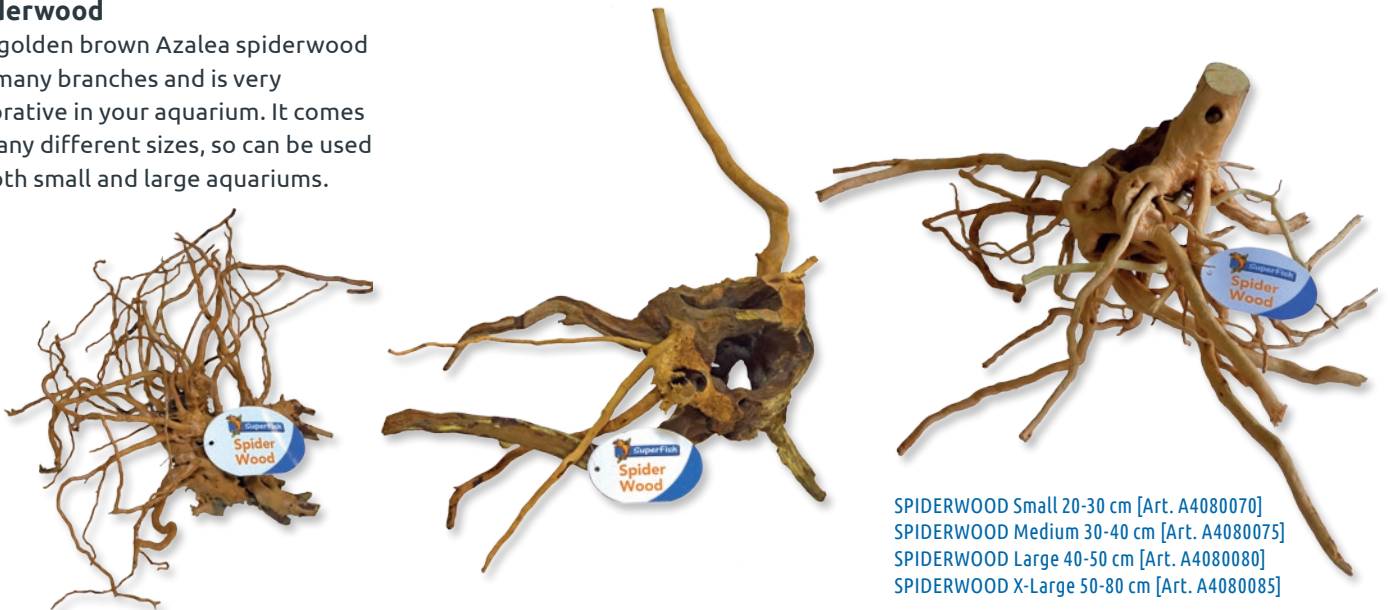 derwood
golden brown Azalea spiderwood
many branches and is very
orative in your aquarium. It comes
any different sizes, so can be used
oth small and large aquariums.
SuperFish
Spider
Wood
SuperFish
Spider
Wood
SuperFish
Spider
Wood
SPIDERWOOD Small 20-30 cm [Art. A4080070]
SPIDERWOOD Medium 30-40 cm [Art. A4080075]
SPIDERWOOD Large 40-50 cm [Art. A4080080]
SPIDERWOOD X-Large 50-80 cm [Art. A4080085]